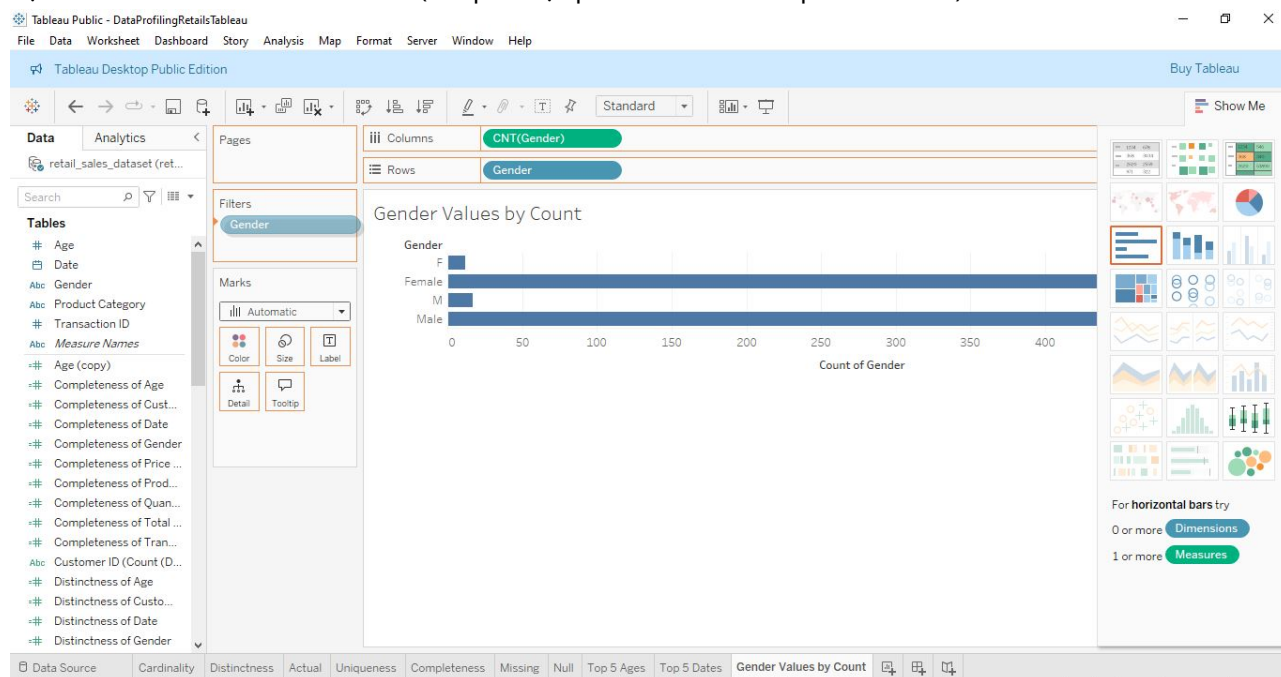 Tableau Public - DataProfilingRetailsTableau
File Data Worksheet Dashboard Story Analysis Map Format Server Window Help
Tableau Desktop Public Edition Buy Tableau
Standard Show Me
Data Analytics Pages Columns CNT(Gender)
retail_sales_dataset (ret... Rows Gender
Search Filters
Tables Gender Gender Values by Count
# Age Gender
Date F
Abc Gender Marks Female
Abc Product Category M
# Transaction ID Automatic Male
Abc Measure Names 0 50 100 150 200 250 300 350 400
=# Age (copy) Color Size Label Count of Gender
=# Completeness of Age
=# Completeness of Cust... Detail Tooltip
=# Completeness of Date
=# Completeness of Gender
=# Completeness of Price ...
=# Completeness of Prod...
=# Completeness of Quan... For horizontal bars try
=# Completeness of Total ... 0 or more Dimensions
=# Completeness of Tran... 1 or more Measures
Abc Customer ID (Count (D...
=# Distinctness of Age
=# Distinctness of Custo...
=# Distinctness of Date
=# Distinctness of Gender
Data Source Cardinality Distinctness Actual Uniqueness Completeness Missing Null Top 5 Ages Top 5 Dates Gender Values by Count